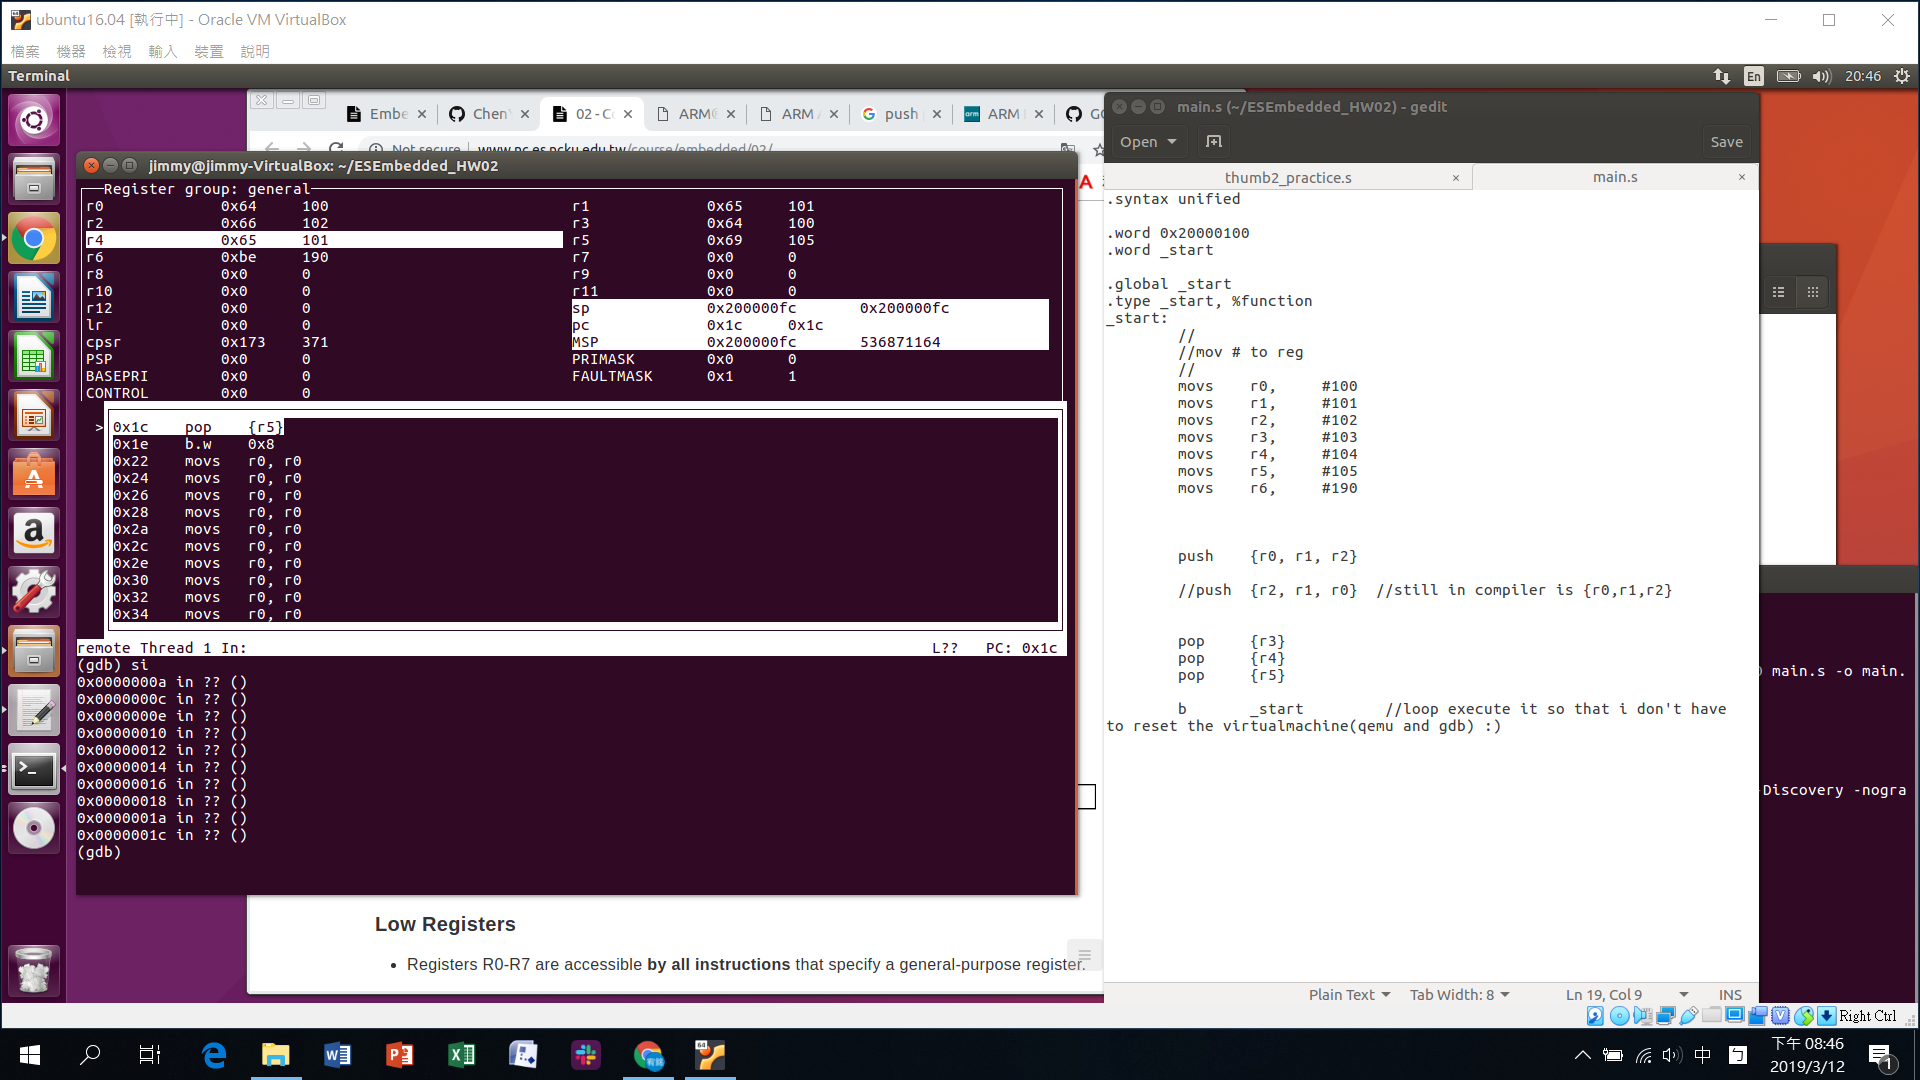 ubuntu16.04 [執行中] - Oracle VM VirtualBox
檔案 機器 檢視 輸入 裝置 說明
Terminal
En
20:46
Embe
ChenY
02 - Co
ARM®
ARM
push
ARM
GO
Not secure | www.nc.es.ncku.edu.tw/course/embedded/02/
jimmy@jimmy-VirtualBox: ~/ESEmbedded_HW02
Register group: general
r0 0x64 100 r1 0x65 101
r2 0x66 102 r3 0x64 100
r4 0x65 101 r5 0x69 105
r6 0xbe 190 r7 0x0 0
r8 0x0 0 r9 0x0 0
r10 0x0 0 r11 0x0 0
r12 0x0 0 sp 0x200000fc 0x200000fc
lr 0x0 0 pc 0x1c 0x1c
cpsr 0x173 371 MSP 0x200000fc 536871164
PSP 0x0 0 PRIMASK 0x0 0
BASEPRI 0x0 0 FAULTMASK 0x1 1
CONTROL 0x0 0
> 0x1c pop {r5}
0x1e b.w 0x8
0x22 movs r0, r0
0x24 movs r0, r0
0x26 movs r0, r0
0x28 movs r0, r0
0x2a movs r0, r0
0x2c movs r0, r0
0x2e movs r0, r0
0x30 movs r0, r0
0x32 movs r0, r0
0x34 movs r0, r0
remote Thread 1 In: L?? PC: 0x1c
(gdb) si
0x0000000a in ?? ()
0x0000000c in ?? ()
0x0000000e in ?? ()
0x00000010 in ?? ()
0x00000012 in ?? ()
0x00000014 in ?? ()
0x00000016 in ?? ()
0x00000018 in ?? ()
0x0000001a in ?? ()
0x0000001c in ?? ()
(gdb)
Low Registers
• Registers R0-R7 are accessible by all instructions that specify a general-purpose register.
main.s (~/ESEmbedded_HW02) - gedit
Open Save
thumb2_practice.s × main.s ×
.syntax unified
.word 0x20000100
.word _start
.global _start
.type _start, %function
_start:
//
//mov # to reg
//
movs r0, #100
movs r1, #101
movs r2, #102
movs r3, #103
movs r4, #104
movs r5, #105
movs r6, #190
push {r0, r1, r2}
//push {r2, r1, r0} //still in compiler is {r0,r1,r2}
pop {r3}
pop {r4}
pop {r5}
b _start //loop execute it so that i don't have
to reset the virtualmachine(qemu and gdb) :)
Plain Text Tab Width: 8 Ln 19, Col 9 INS
main.s -o main.
Discovery -nogra
Right Ctrl
中
下午 08:46
2019/3/12
1